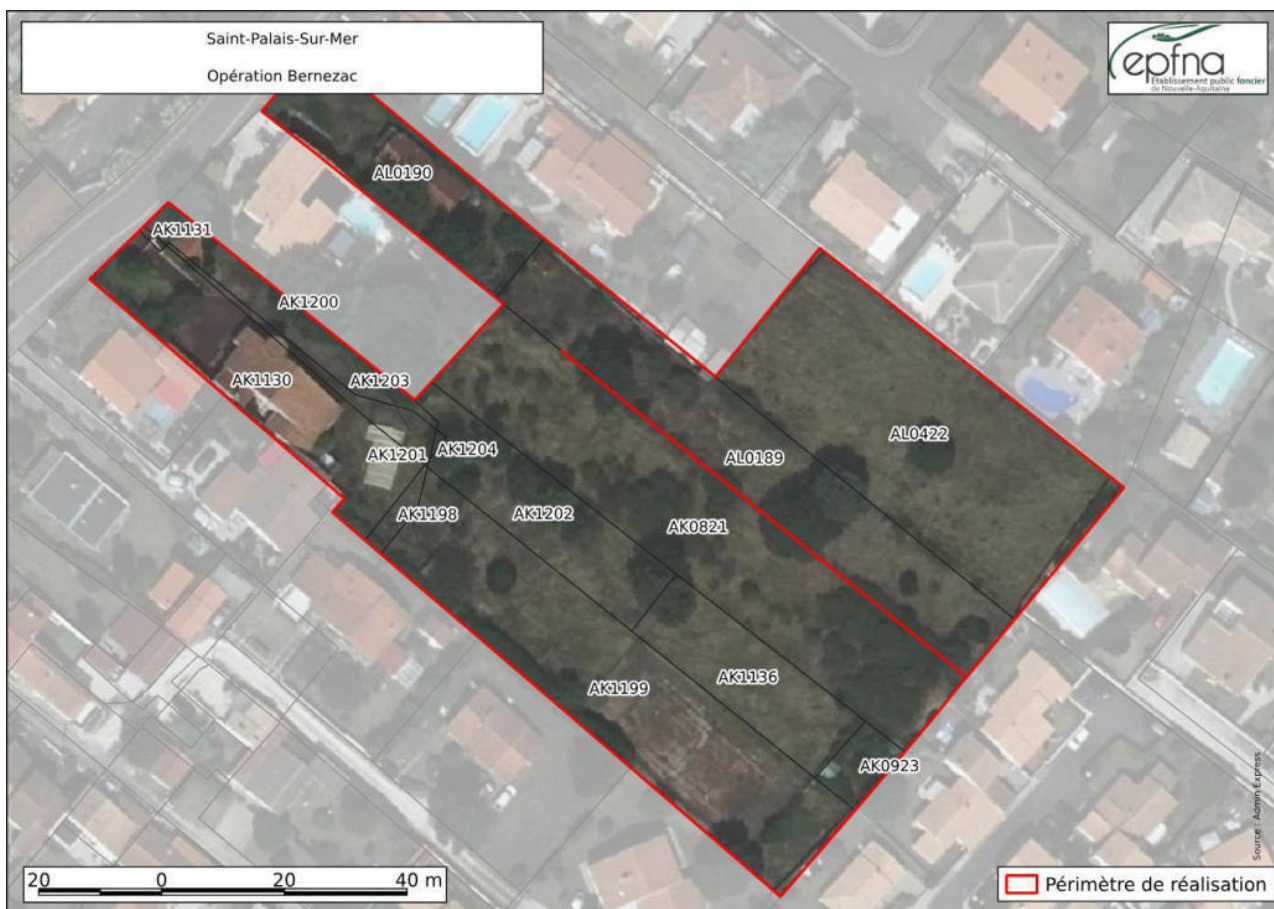 Saint-Palais-Sur-Mer
Opération Bernezac
epfna
Etablissement public foncier
de Nouvelle-Aquitaine
AL0190
AK1131
AK1200
AK1203
AK1130
AL0422
AK1204
AK1201
AL0189
AK1198
AK1202
AK0821
AK1136
AK1199
AK0923
Source : Admin Express
20 0 20 40 m
Périmètre de réalisation